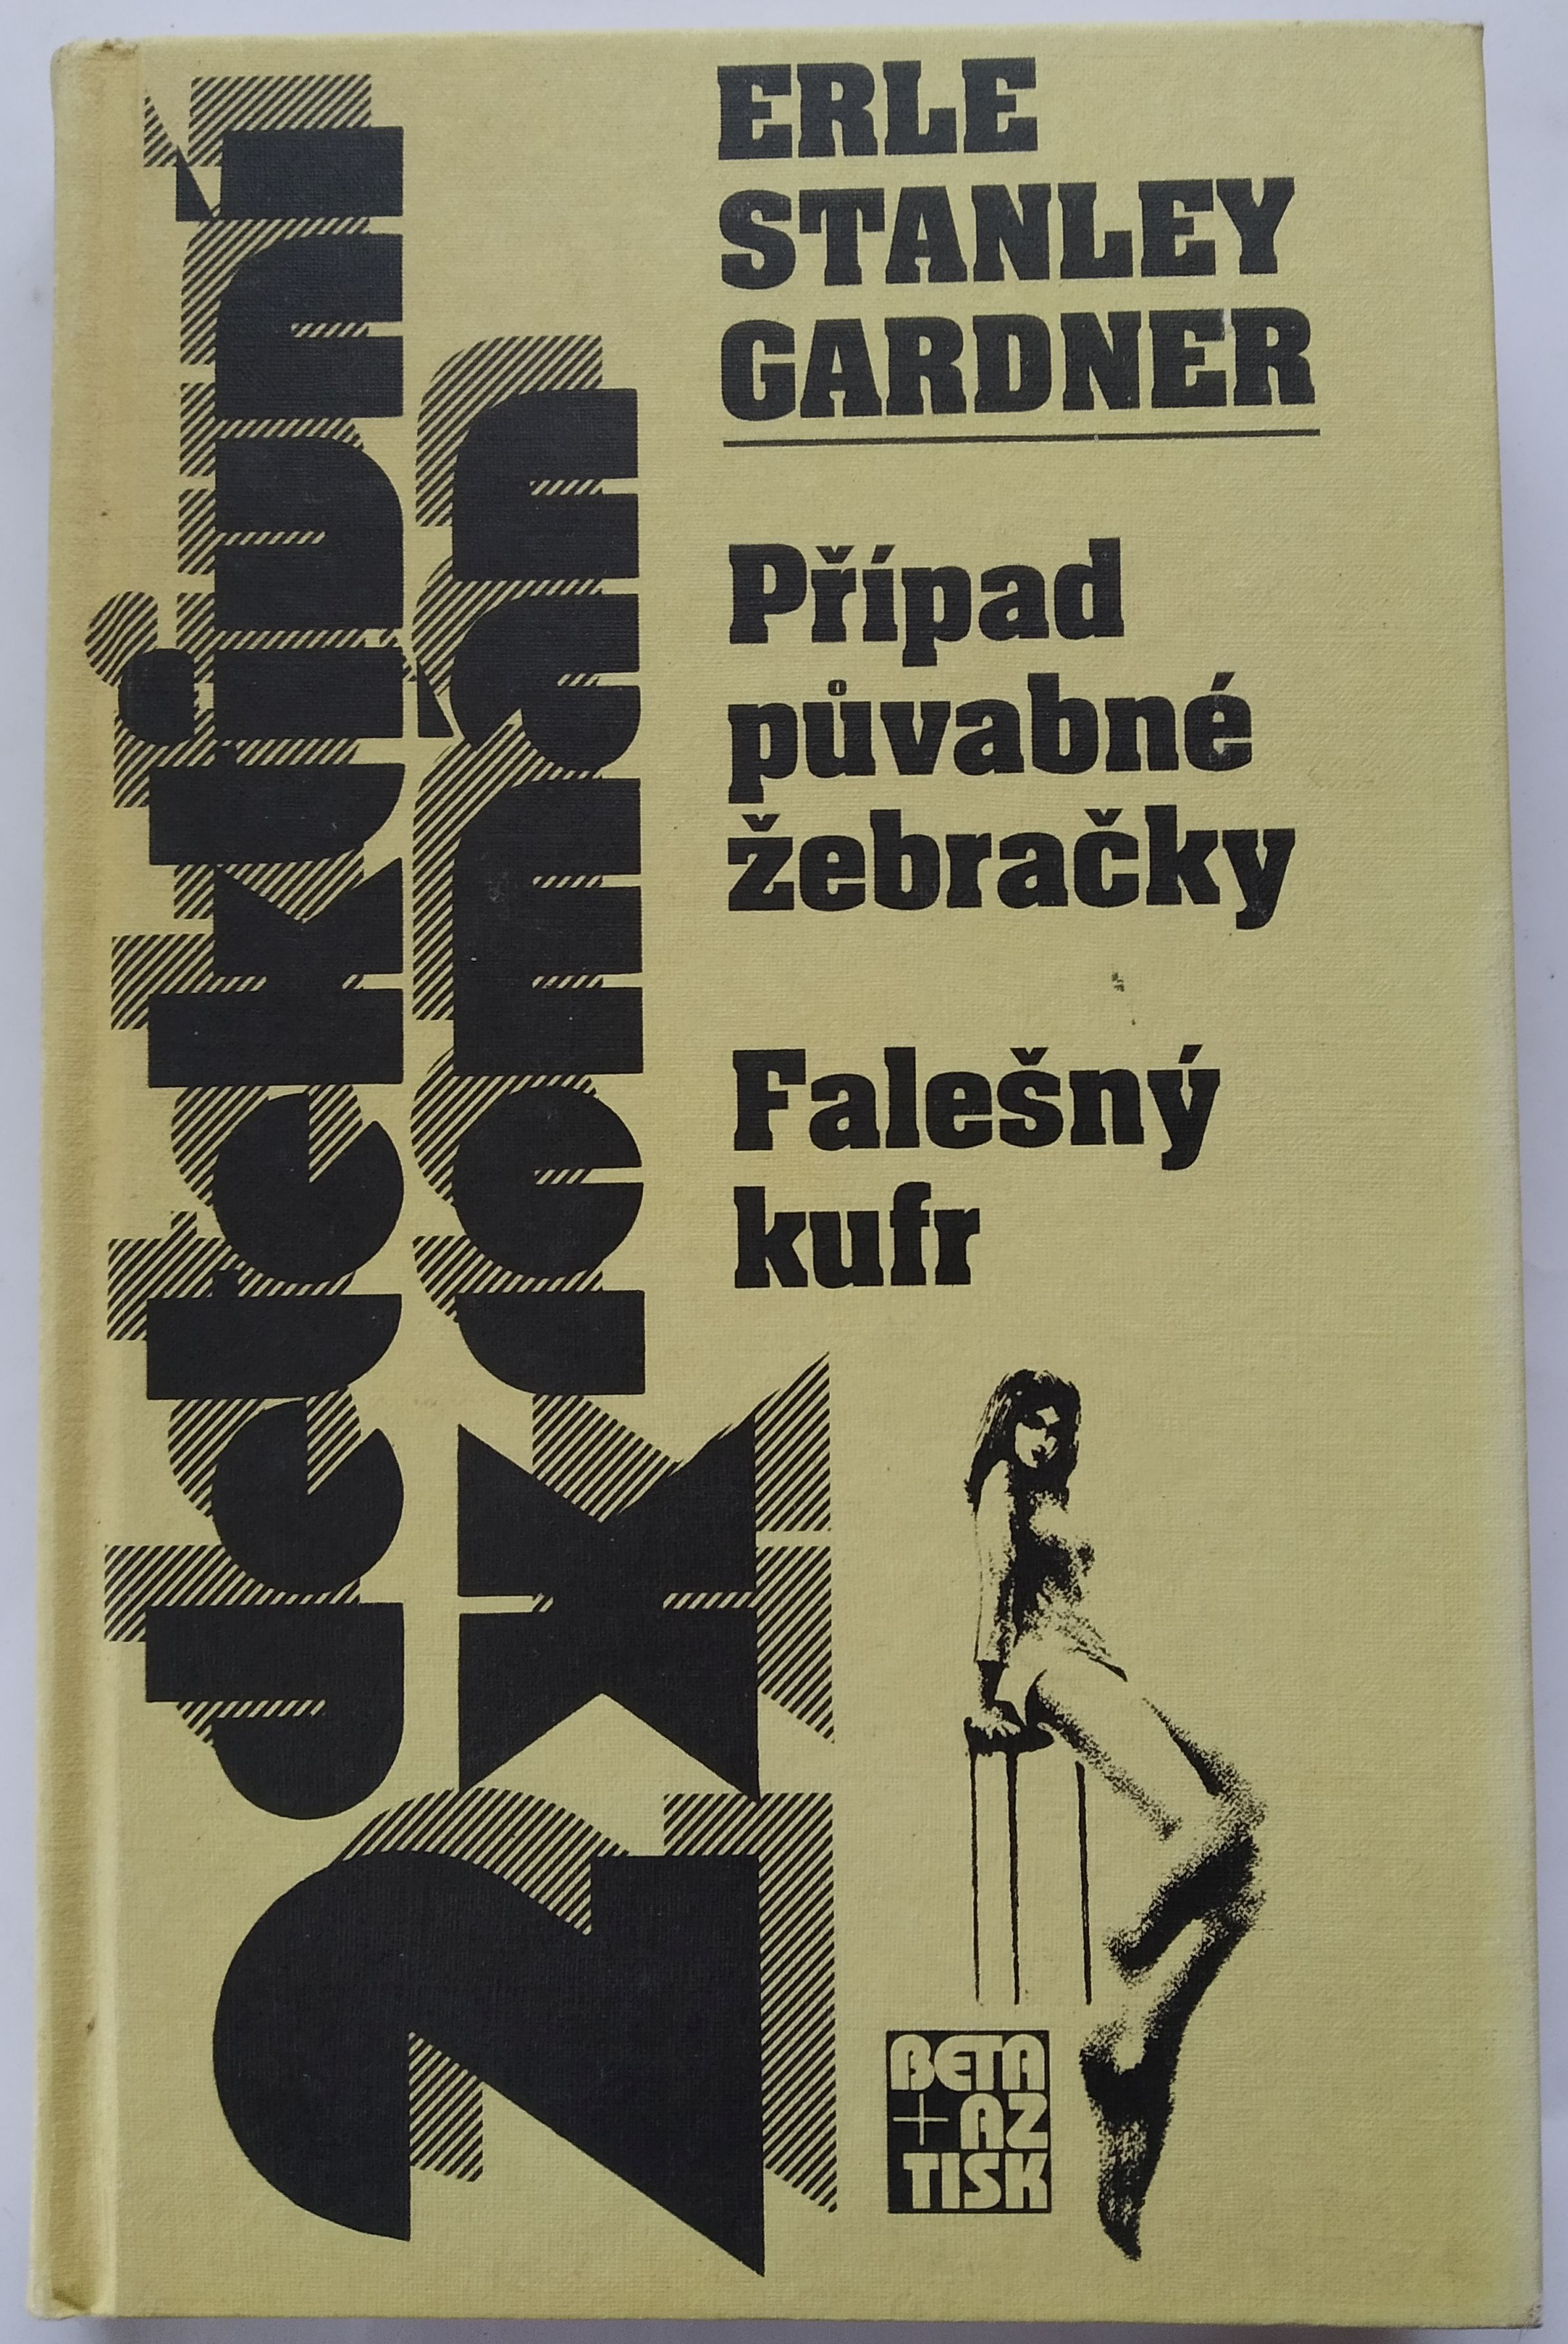 2x detektivní
román
ERLE
STANLEY
GARDNER
Případ
půvabné
žebračky
Falešný
kufr
BETA
+AZ
TISK